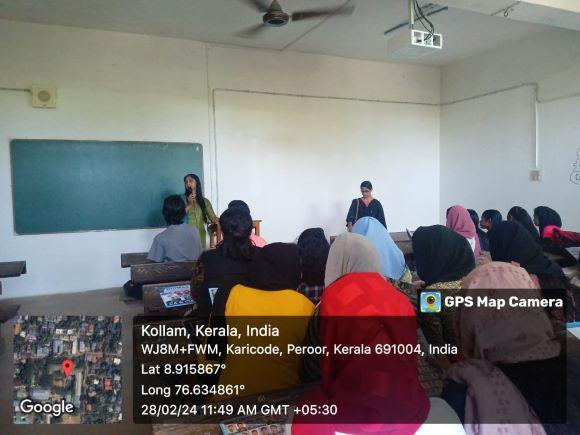 GPS Map Camera
Kollam, Kerala, India
WJ8M+FWM, Karicode, Peroor, Kerala 691004, India
Lat 8.915867°
Long 76.634861°
28/02/24 11:49 AM GMT +05:30
Google